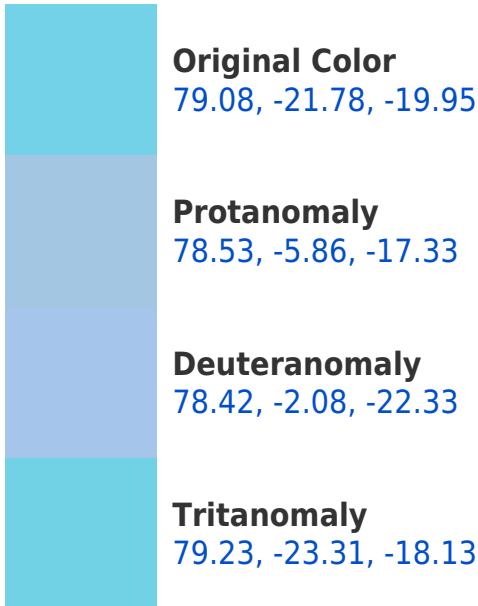 Original Color
79.08, -21.78, -19.95
Protanomaly
78.53, -5.86, -17.33
Deuteranomaly
78.42, -2.08, -22.33
Tritanomaly
79.23, -23.31, -18.13